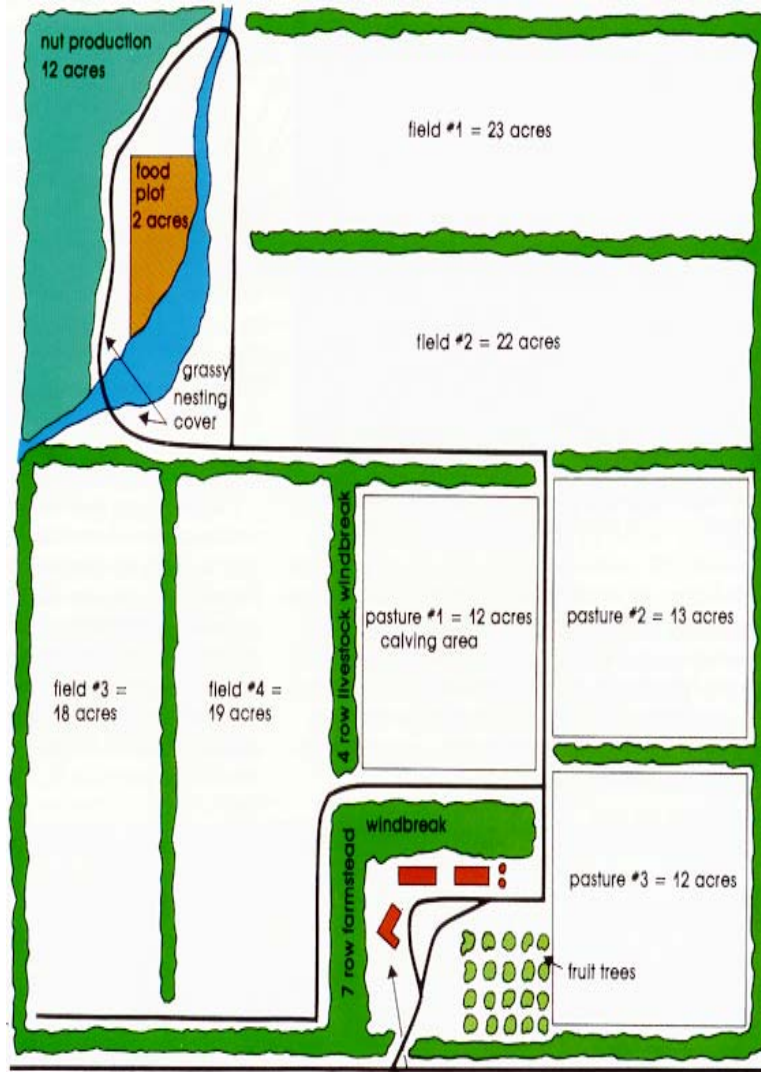 nut production
12 acres
field #1 = 23 acres
food
plot
2 acres
field #2 = 22 acres
grassy
nesting
cover
4 row livestock windbreak
pasture #1 = 12 acres
calving area
pasture #2 = 13 acres
field #3 =
18 acres
field #4 =
19 acres
windbreak
7 row farmstead
pasture #3 = 12 acres
fruit trees